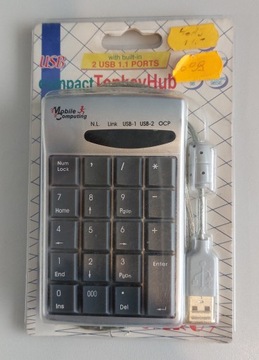 with built-in
2 USB 1.1 PORTS
USB
Compact TenkeyHub
Mobile
Computing
N.L. Link USB-1 USB-2 OCP
Num
Lock
/ *
7 8 9 -
Home ↑ Pgup
4 5 6 +
← →
1 2 3 Enter
End ↓ Pgdn
0 000 •
Ins Del